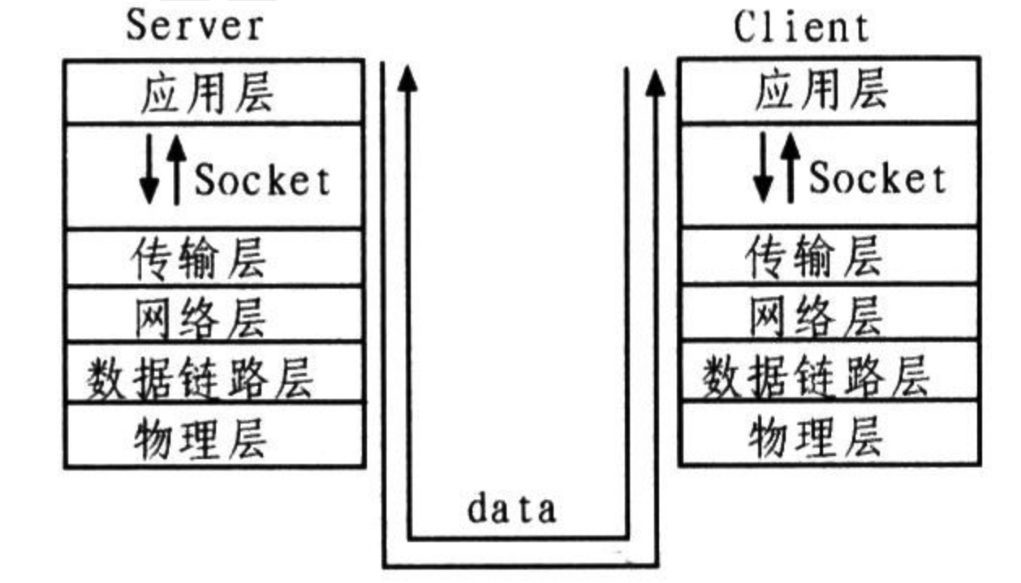 Server
应用层
Socket
传输层
网络层
数据链路层
物理层
Client
应用层
Socket
传输层
网络层
数据链路层
物理层
data